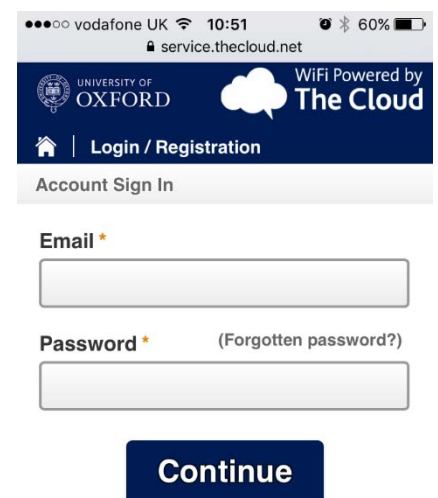 vodafone UK 10:51 60%
service.thecloud.net
UNIVERSITY OF
OXFORD
WiFi Powered by
The Cloud
Login / Registration
Account Sign In
Email *
Password * (Forgotten password?)
Continue